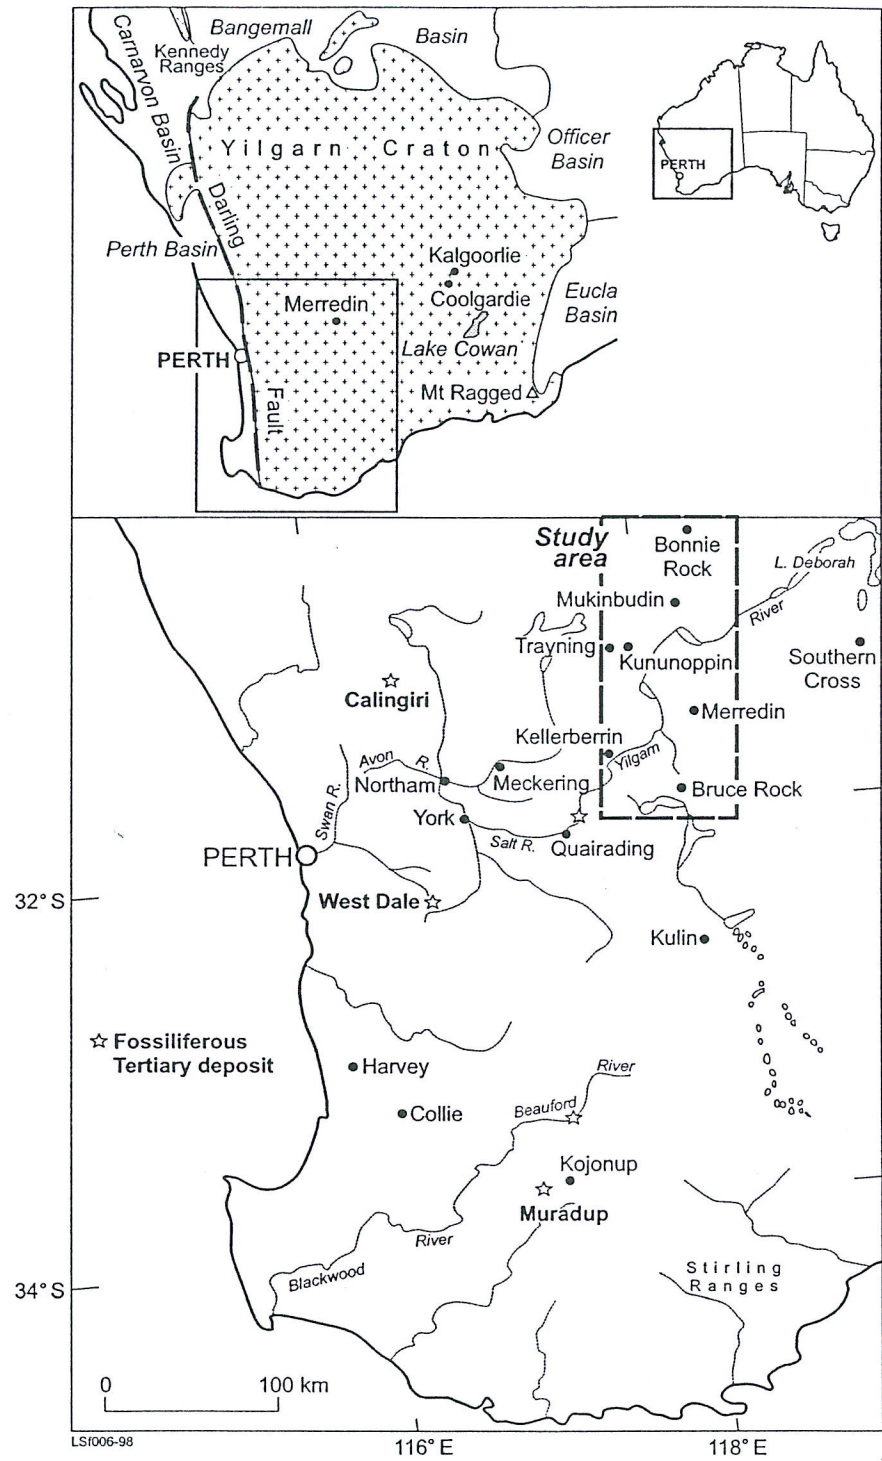 Bangemall
Basin
Kennedy
Ranges
Carnarvon Basin
Yilgarn Craton
Officer
Basin
PERTH
Darling
Perth Basin
Kalgoorlie
Coolgardie
Merredin
Eucla
Basin
Lake Cowan
PERTH
Mt Ragged
Fault
Study
area
Bonnie
Rock
L. Deborah
River
Mukinbudin
Trayning
Kununoppin
Southern
Cross
Calingiri
Merredin
Kellerberrin
Yilgarn
Avon
R.
Northam
Meckering
Bruce Rock
Swan R.
York
Salt R.
Quairading
PERTH
32°S
West Dale
Kulin
Fossiliferous
Tertiary deposit
Harvey
River
Beauford
Collie
Kojonup
Muradup
River
Blackwood
Stirling
Ranges
34°S
0
100 km
LSf006-98
116°E
118°E